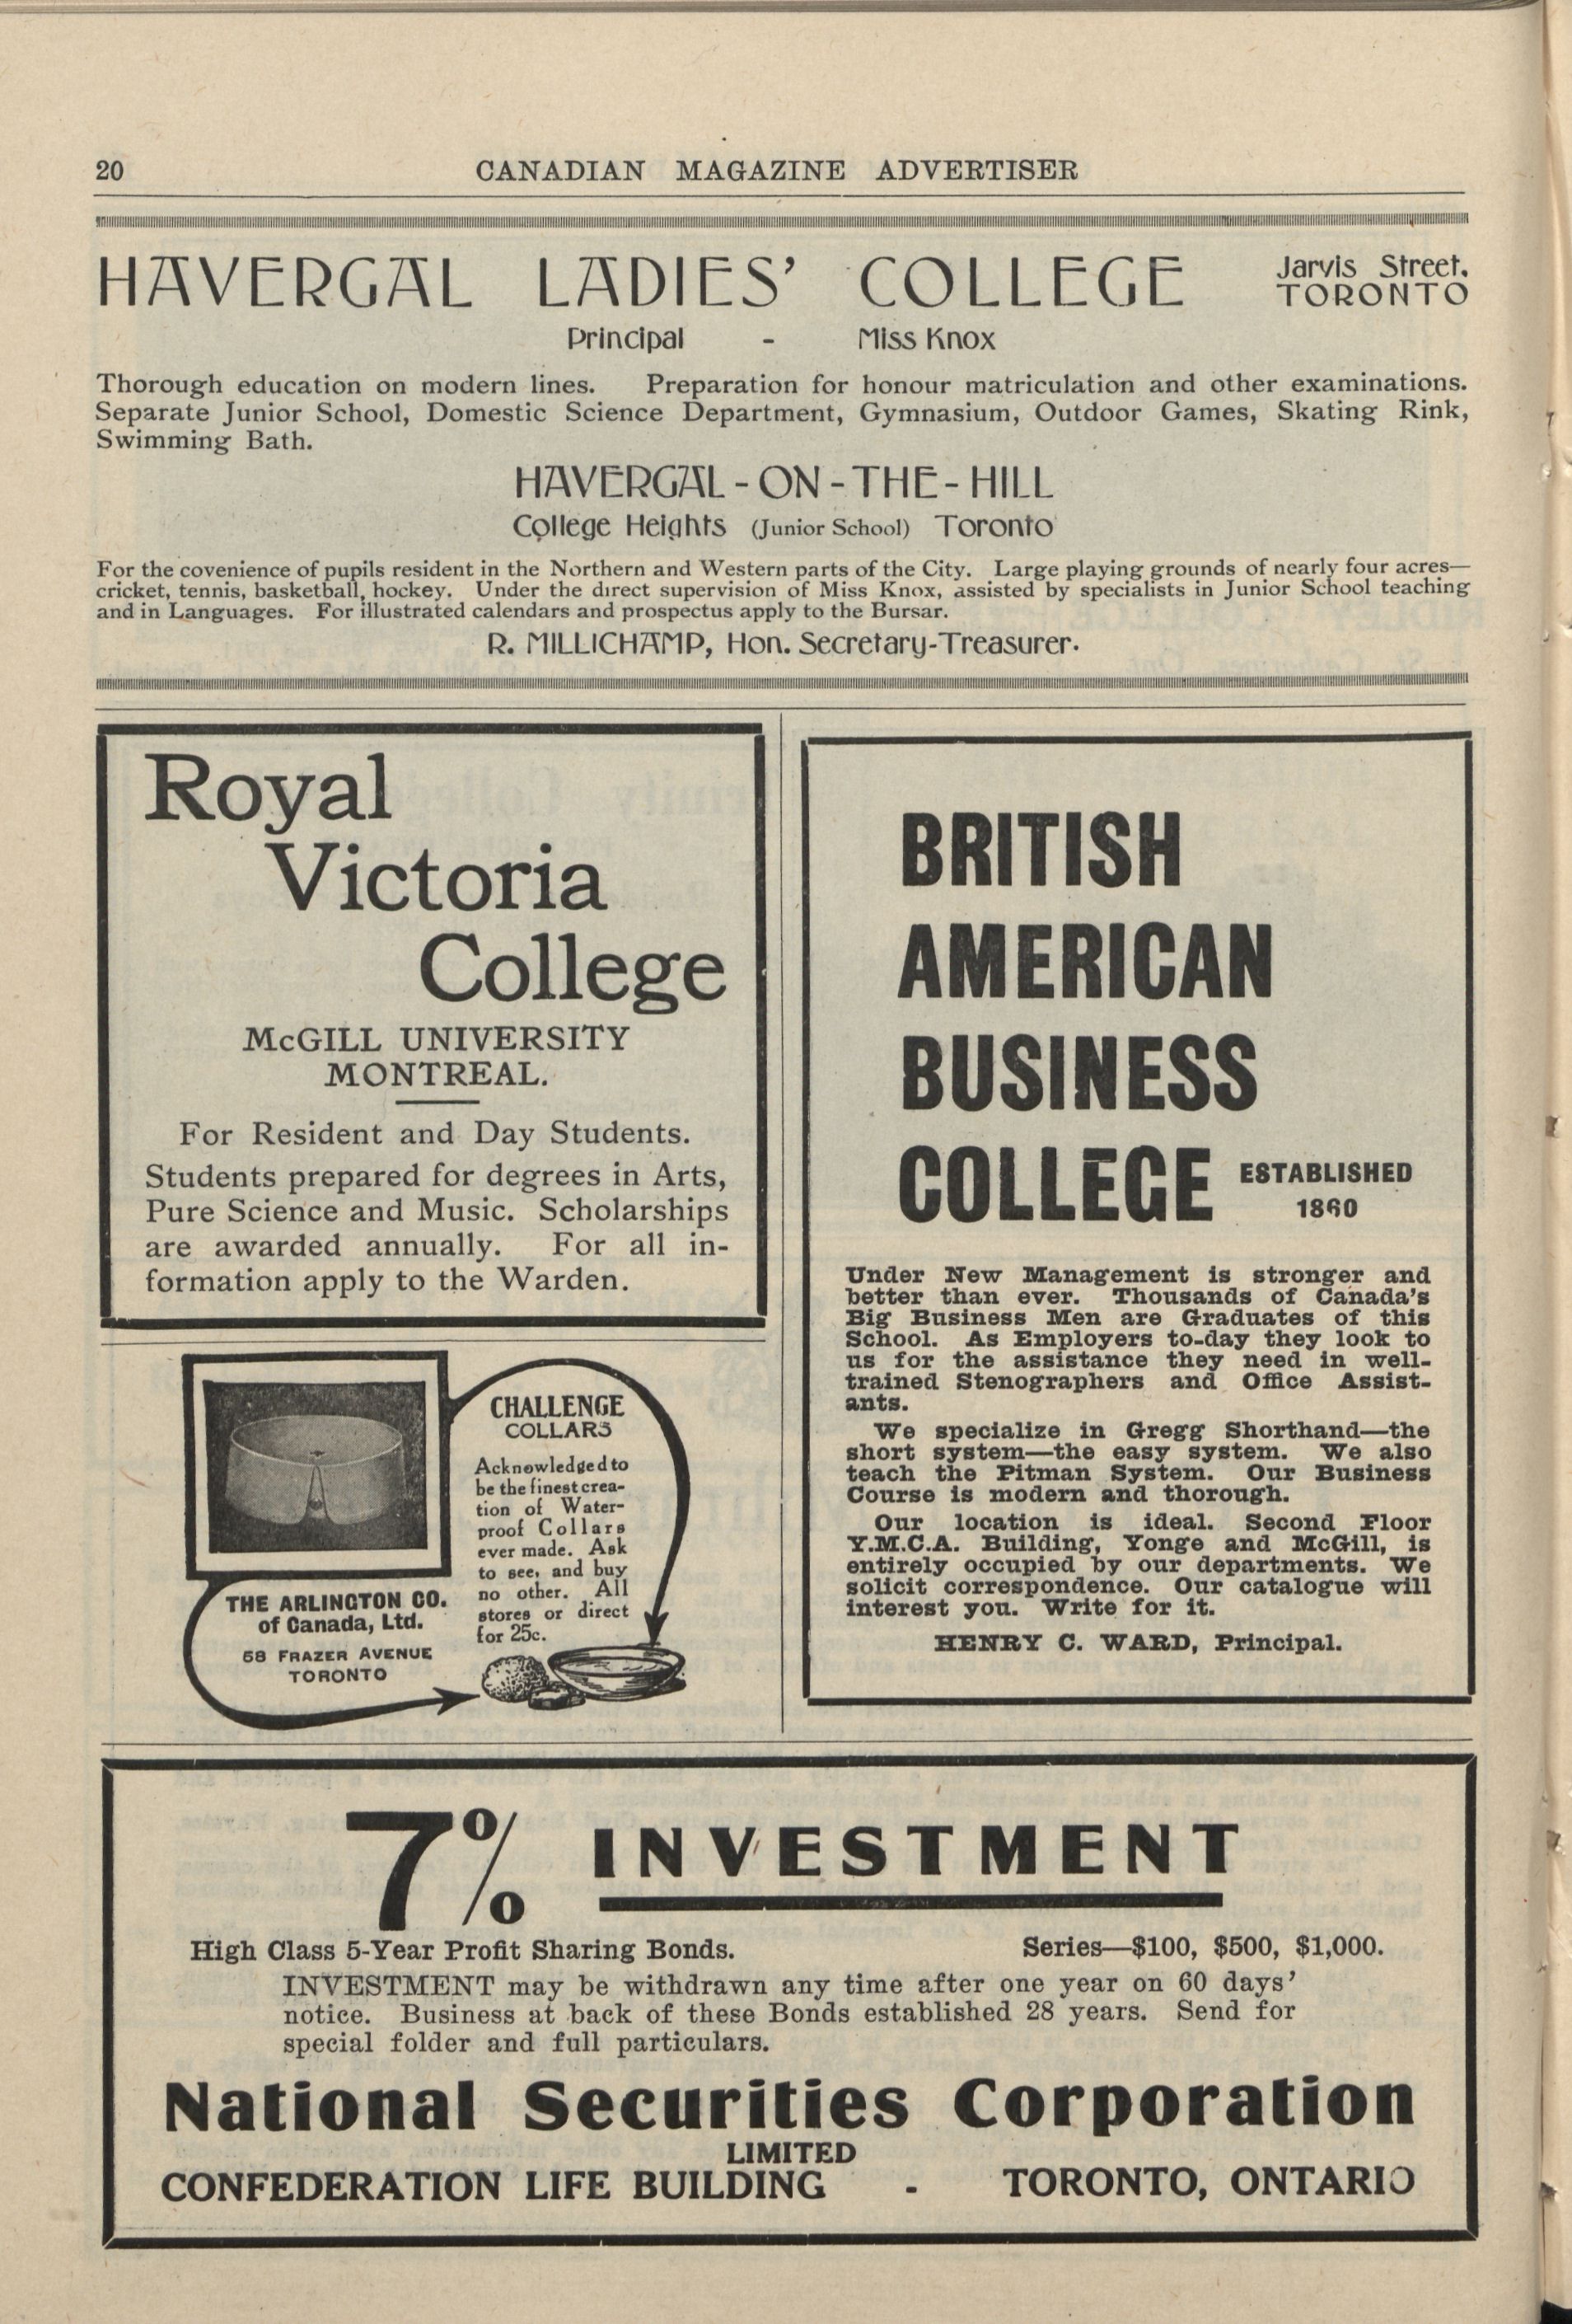 20
CANADIAN MAGAZINE ADVERTISER
HAVERGAL LADIES' COLLEGE
Jarvis Street.
TORONTO
Principal - Miss Knox
Thorough education on modern lines. Preparation for honour matriculation and other examinations.
Separate Junior School, Domestic Science Department, Gymnasium, Outdoor Games, Skating Rink,
Swimming Bath.
HAVERGAL-ON-THE-HILL
College Heights (Junior School) Toronto
For the covenience of pupils resident in the Northern and Western parts of the City. Large playing grounds of nearly four acres—
cricket, tennis, basketball, hockey. Under the direct supervision of Miss Knox, assisted by specialists in Junior School teaching
and in Languages. For illustrated calendars and prospectus apply to the Bursar.
R. MILLICHAMP, Hon. Secretary-Treasurer.
Royal
Victoria
College
McGILL UNIVERSITY
MONTREAL.
For Resident and Day Students.
Students prepared for degrees in Arts,
Pure Science and Music. Scholarships
are awarded annually. For all in-
formation apply to the Warden.
CHALLENGE
COLLARS
Acknowledged to
be the finest crea-
tion of Water-
proof Collars
ever made. Ask
to see, and buy
no other. All
stores or direct
for 25c.
THE ARLINGTON CO.
of Canada, Ltd.
58 FRAZER AVENUE
TORONTO
BRITISH
AMERICAN
BUSINESS
COLLEGE
ESTABLISHED
1860
Under New Management is stronger and
better than ever. Thousands of Canada's
Big Business Men are Graduates of this
School. As Employers to-day they look to
us for the assistance they need in well-
trained Stenographers and Office Assist-
ants.
We specialize in Gregg Shorthand—the
short system—the easy system. We also
teach the Pitman System. Our Business
Course is modern and thorough.
Our location is ideal. Second Floor
Y.M.C.A. Building, Yonge and McGill, is
entirely occupied by our departments. We
solicit correspondence. Our catalogue will
interest you. Write for it.
HENRY C. WARD, Principal.
7% INVESTMENT
High Class 5-Year Profit Sharing Bonds. Series—$100, $500, $1,000.
INVESTMENT may be withdrawn any time after one year on 60 days'
notice. Business at back of these Bonds established 28 years. Send for
special folder and full particulars.
National Securities Corporation
LIMITED
CONFEDERATION LIFE BUILDING - TORONTO, ONTARIO